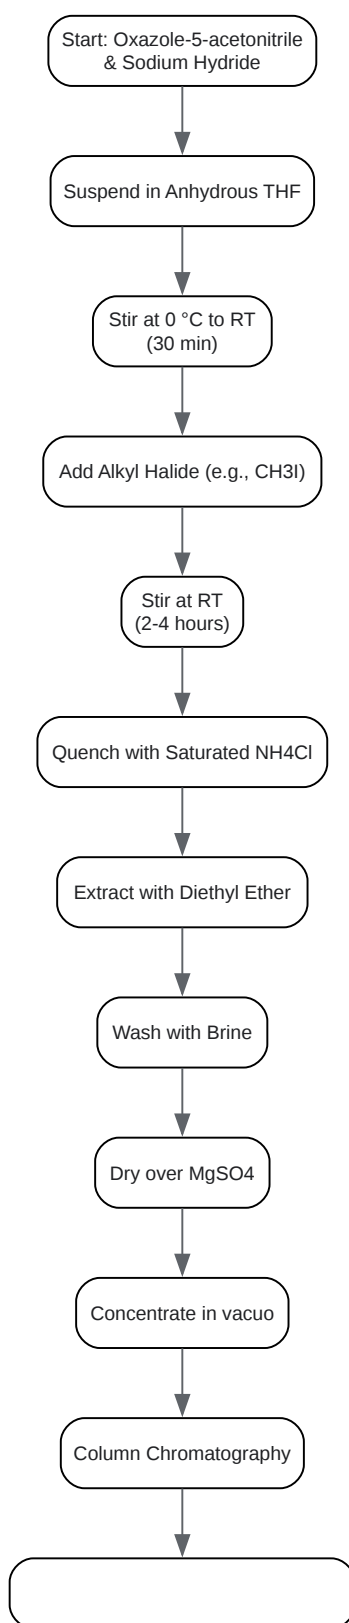 Start: Oxazole-5-acetonitrile
& Sodium Hydride
Suspend in Anhydrous THF
Stir at 0 °C to RT
(30 min)
Add Alkyl Halide (e.g., CH3I)
Stir at RT
(2-4 hours)
Quench with Saturated NH4Cl
Extract with Diethyl Ether
Wash with Brine
Dry over MgSO4
Concentrate in vacuo
Column Chromatography